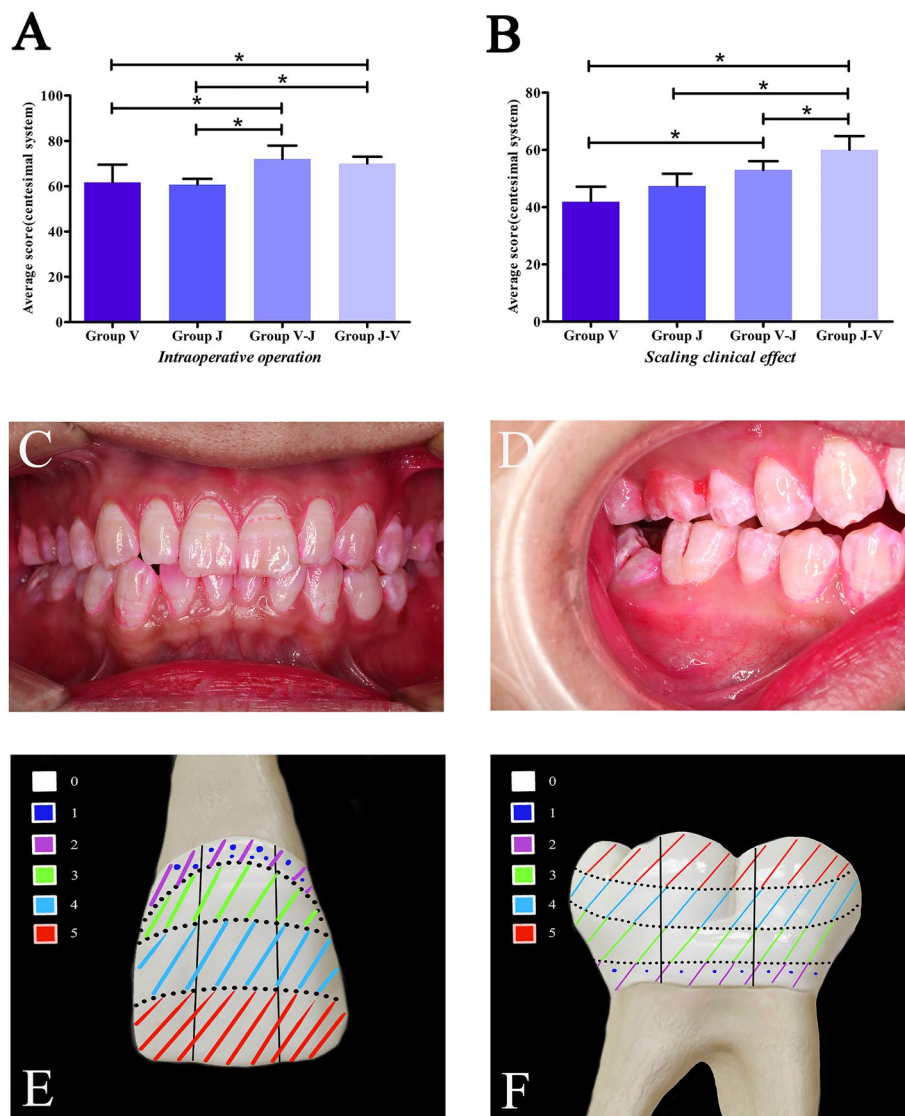 A
B
* * * *
Average score(centesimal system)
100
80
60
40
20
0
Group V Group J Group V-J Group J-V
Intraoperative operation
* * * *
Average score(centesimal system)
80
60
40
20
0
Group V Group J Group V-J Group J-V
Scaling clinical effect
C
D
0
1
2
3
4
5
E
0
1
2
3
4
5
F